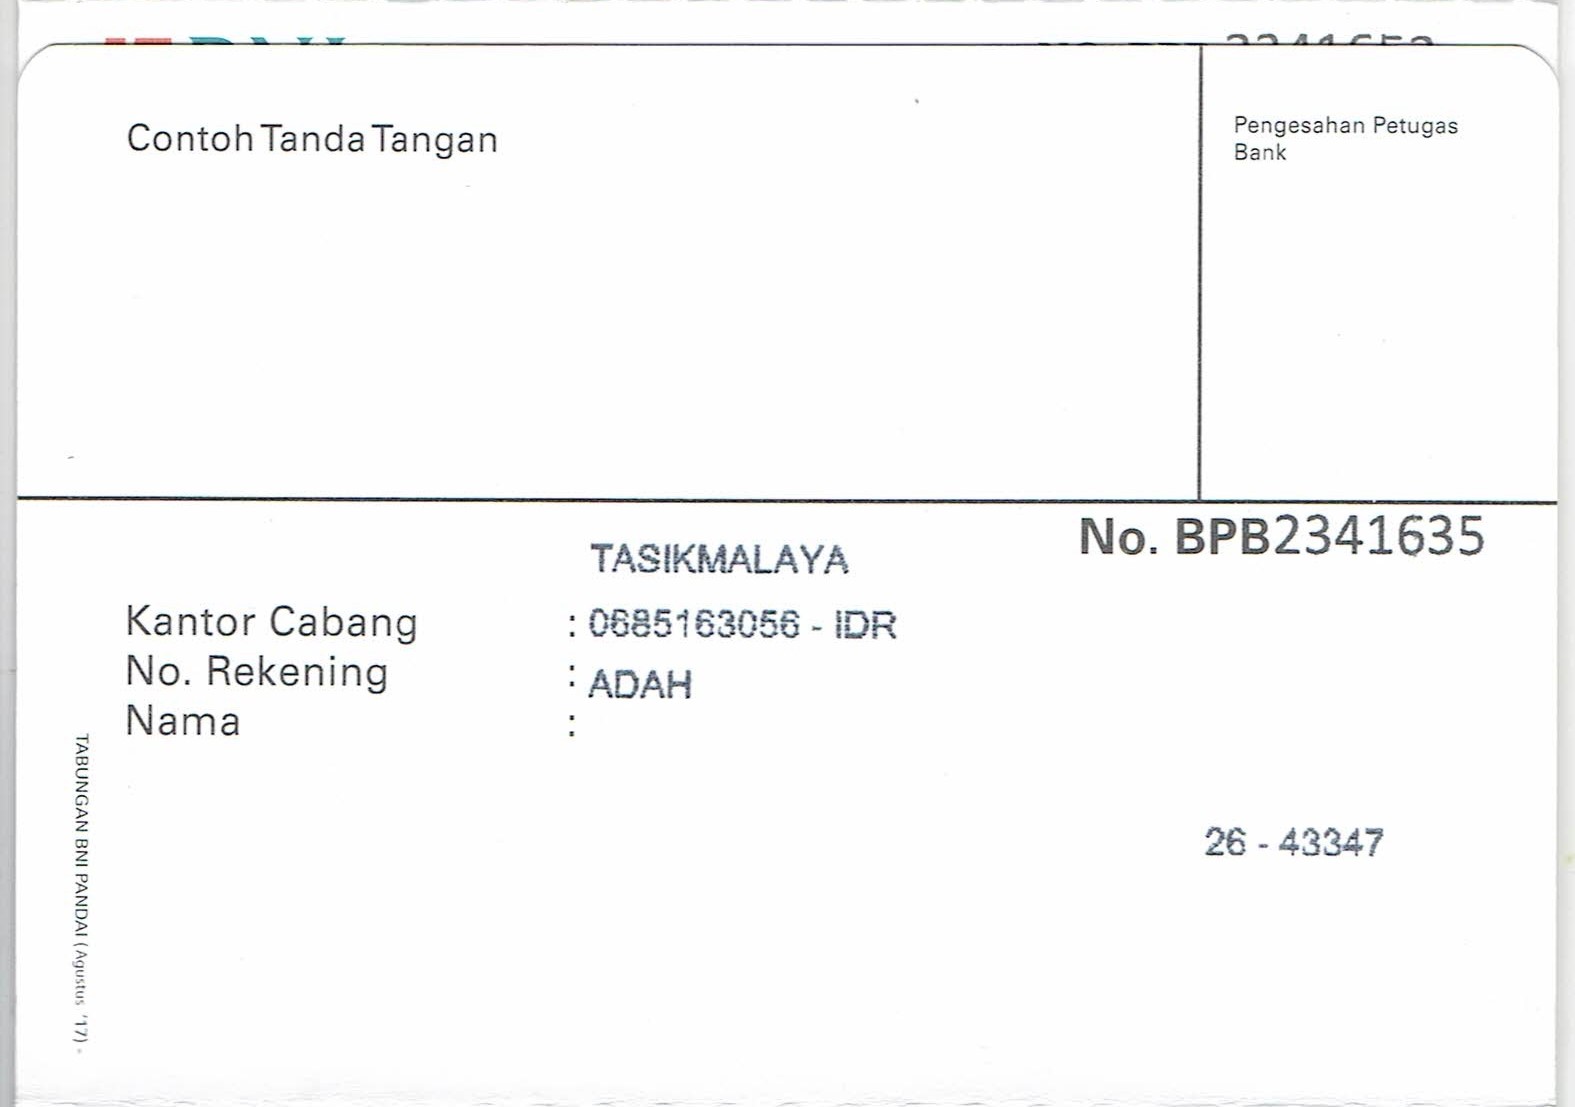 Contoh Tanda Tangan
Pengesahan Petugas
Bank
No. BPB2341635
TASIKMALAYA
Kantor Cabang : 0685163056 - IDR
No. Rekening : ADAH
Nama :
26 - 43347
TABUNGAN BNI PANDAI (Agustus '17) -